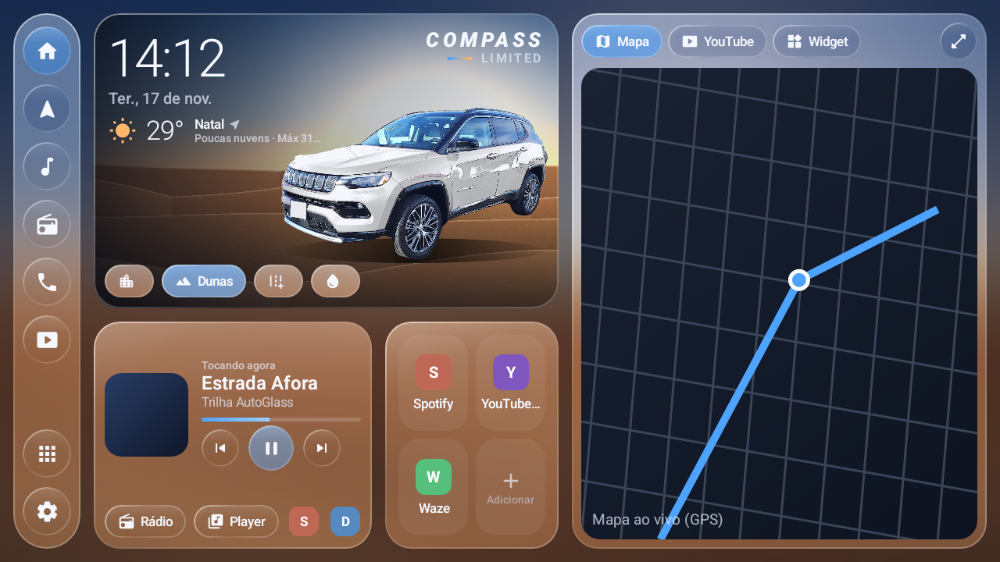 14:12
Ter., 17 de nov.
29°
Natal
Poucas nuvens · Máx 31...
COMPASS
LIMITED
Dunas
Tocando agora
Estrada Afora
Trilha AutoGlass
Rádio
Player
S
D
S
Spotify
Y
YouTube...
W
Waze
+
Adicionar
Mapa
YouTube
Widget
Mapa ao vivo (GPS)